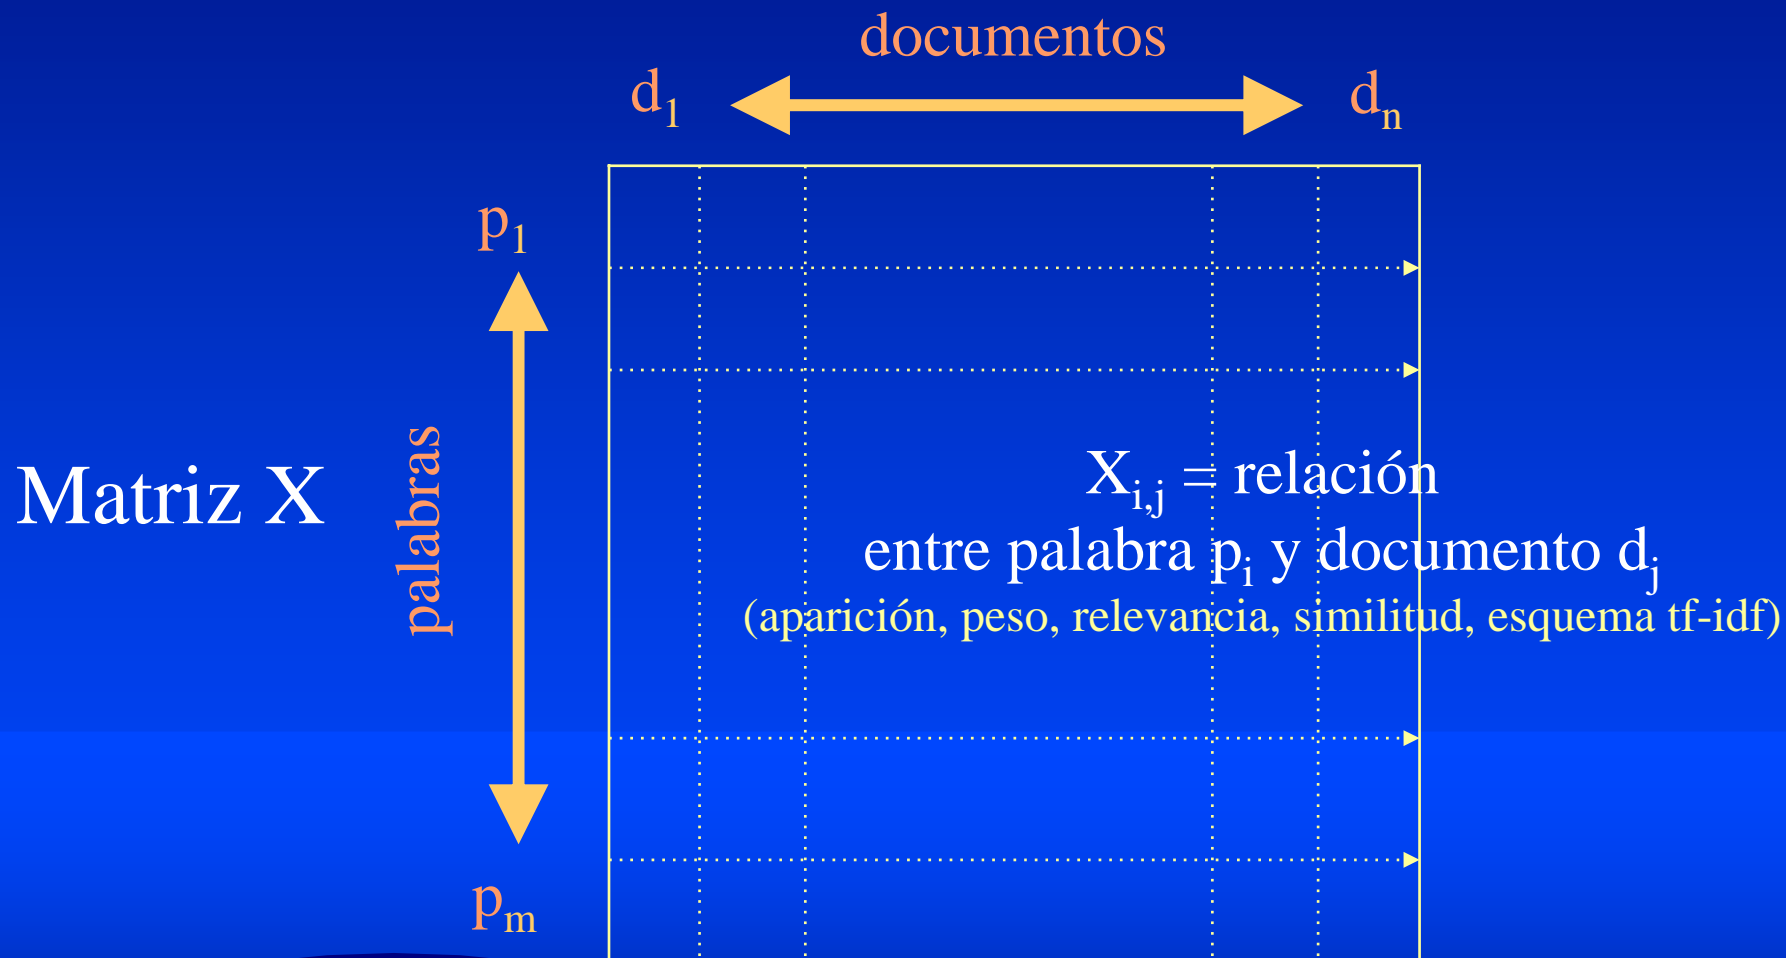 documentos
d₁ dₙ
p₁
palabras
Matriz X
Xᵢ,ⱼ = relación
entre palabra pᵢ y documento dⱼ
(aparición, peso, relevancia, similitud, esquema tf-idf)
pₘ